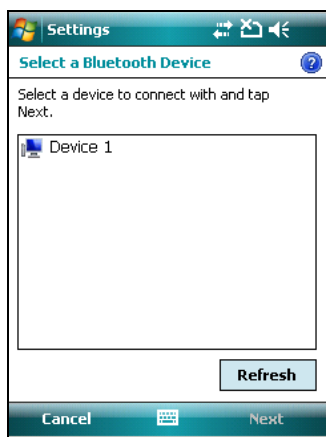 Settings
Select a Bluetooth Device
?
Select a device to connect with and tap
Next.
Device 1
Refresh
Cancel
Next